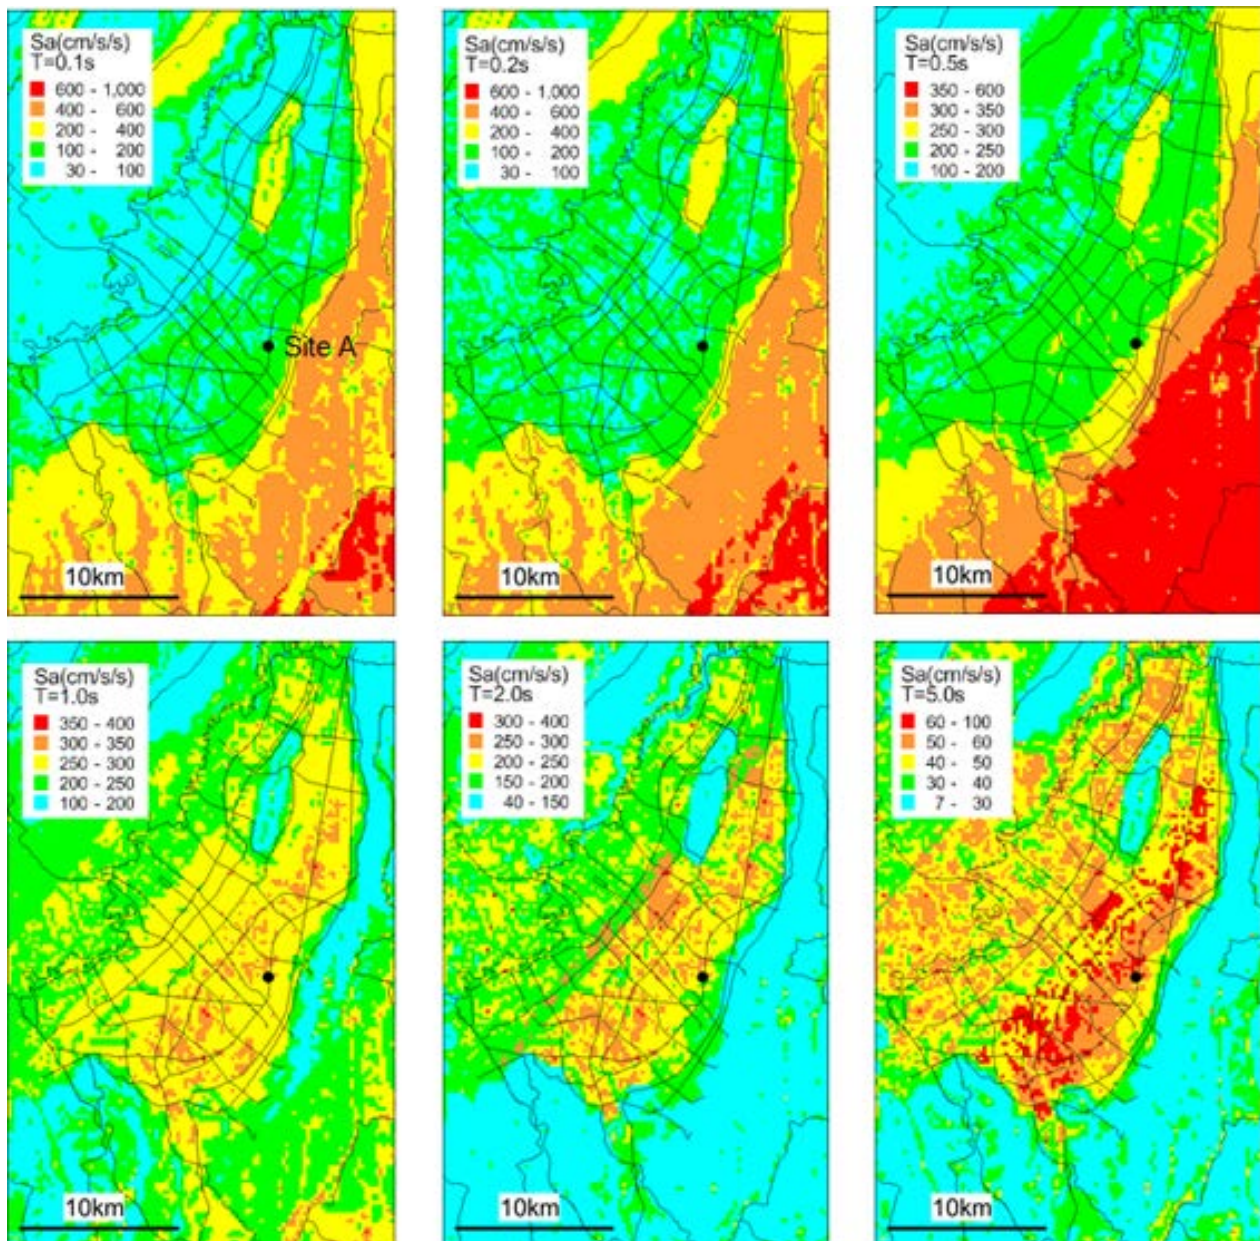 Sa(cm/s/s)
T=0.1s
600 - 1,000
400 - 600
200 - 400
100 - 200
30 - 100
Site A
10km
Sa(cm/s/s)
T=0.2s
600 - 1,000
400 - 600
200 - 400
100 - 200
30 - 100
10km
Sa(cm/s/s)
T=0.5s
350 - 600
300 - 350
250 - 300
200 - 250
100 - 200
10km
Sa(cm/s/s)
T=1.0s
350 - 400
300 - 350
250 - 300
200 - 250
100 - 200
10km
Sa(cm/s/s)
T=2.0s
300 - 400
250 - 300
200 - 250
150 - 200
40 - 150
10km
Sa(cm/s/s)
T=5.0s
60 - 100
50 - 60
40 - 50
30 - 40
7 - 30
10km